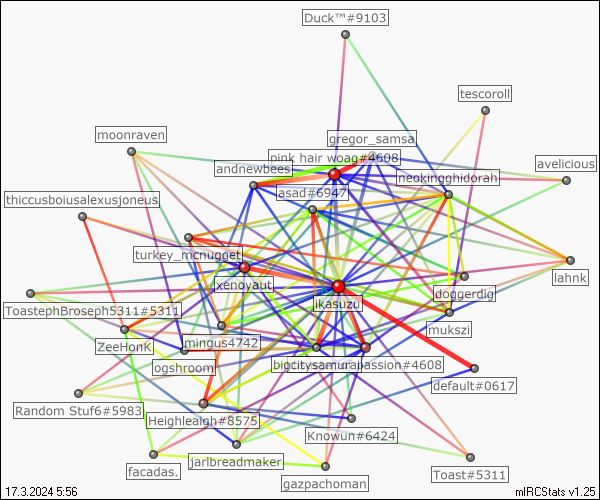 Duck™#9103
tescoroll
moonraven
gregor_samsa
pink hair woag#4608
avelicious
andnewbees
neokingghidorah
asad#6947
thiccusboiusalexusjoneus
turkey_mcnugget
lahnk
xenoyaut
doggerdig
ikasuzu
ToastephBroseph5311#5311
mukszi
ZeeHonK
mingus4742
ogshroom
bigcitysamurai
passion#4608
default#0617
Random Stuf6#5983
Heighleaigh#8575
Knowun#6424
jarlbreadmaker
facadas.
Toast#5311
gazpachoman
17.3.2024 5:56
mIRCStats v1.25